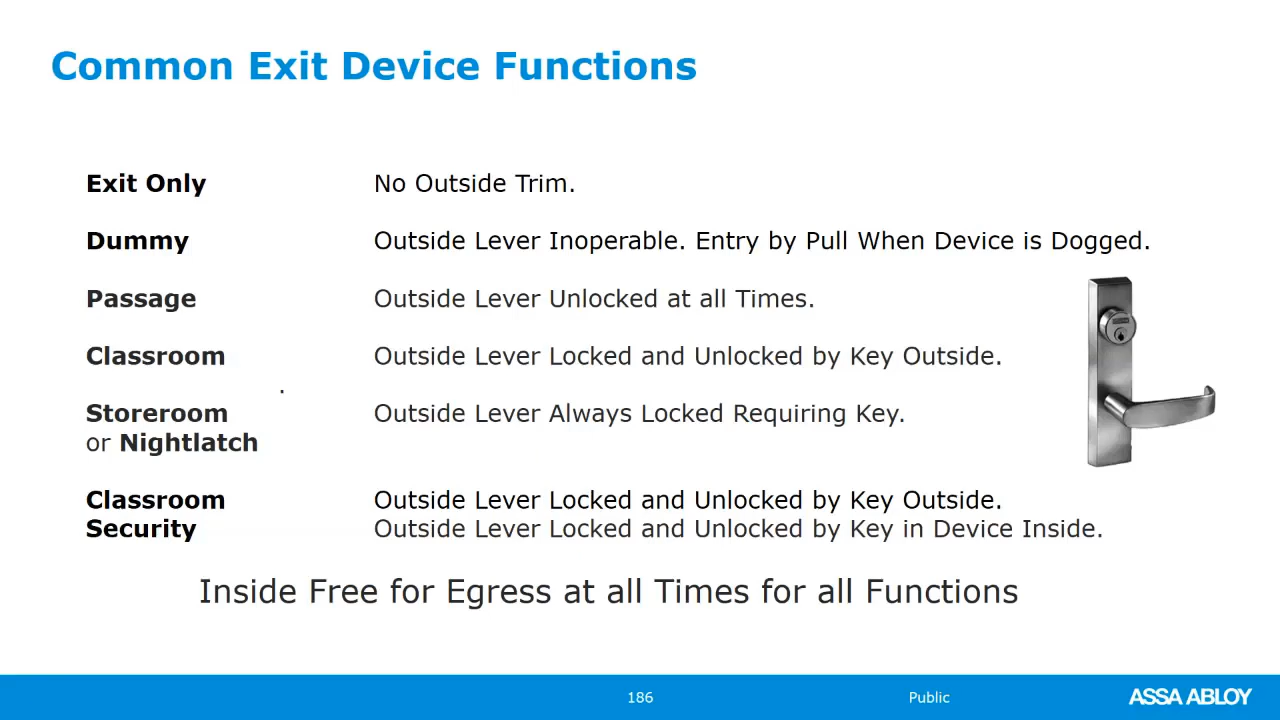 Common Exit Device Functions
Exit Only No Outside Trim.
Dummy Outside Lever Inoperable. Entry by Pull When Device is Dogged.
Passage Outside Lever Unlocked at all Times.
Classroom Outside Lever Locked and Unlocked by Key Outside.
.
Storeroom Outside Lever Always Locked Requiring Key.
or Nightlatch
Classroom Outside Lever Locked and Unlocked by Key Outside.
Security Outside Lever Locked and Unlocked by Key in Device Inside.
Inside Free for Egress at all Times for all Functions
186 Public ASSA ABLOY